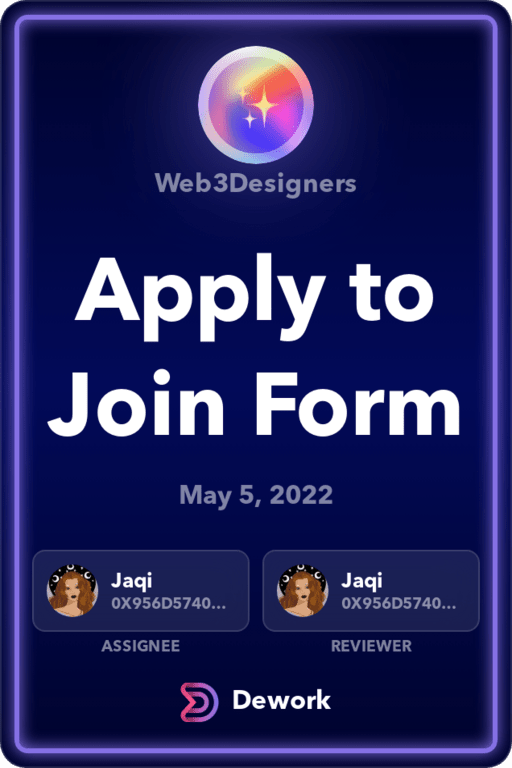 Web3Designers
Apply to
Join Form
May 5, 2022
Jaqi
0X956D5740...
ASSIGNEE
Jaqi
0X956D5740...
REVIEWER
Dework